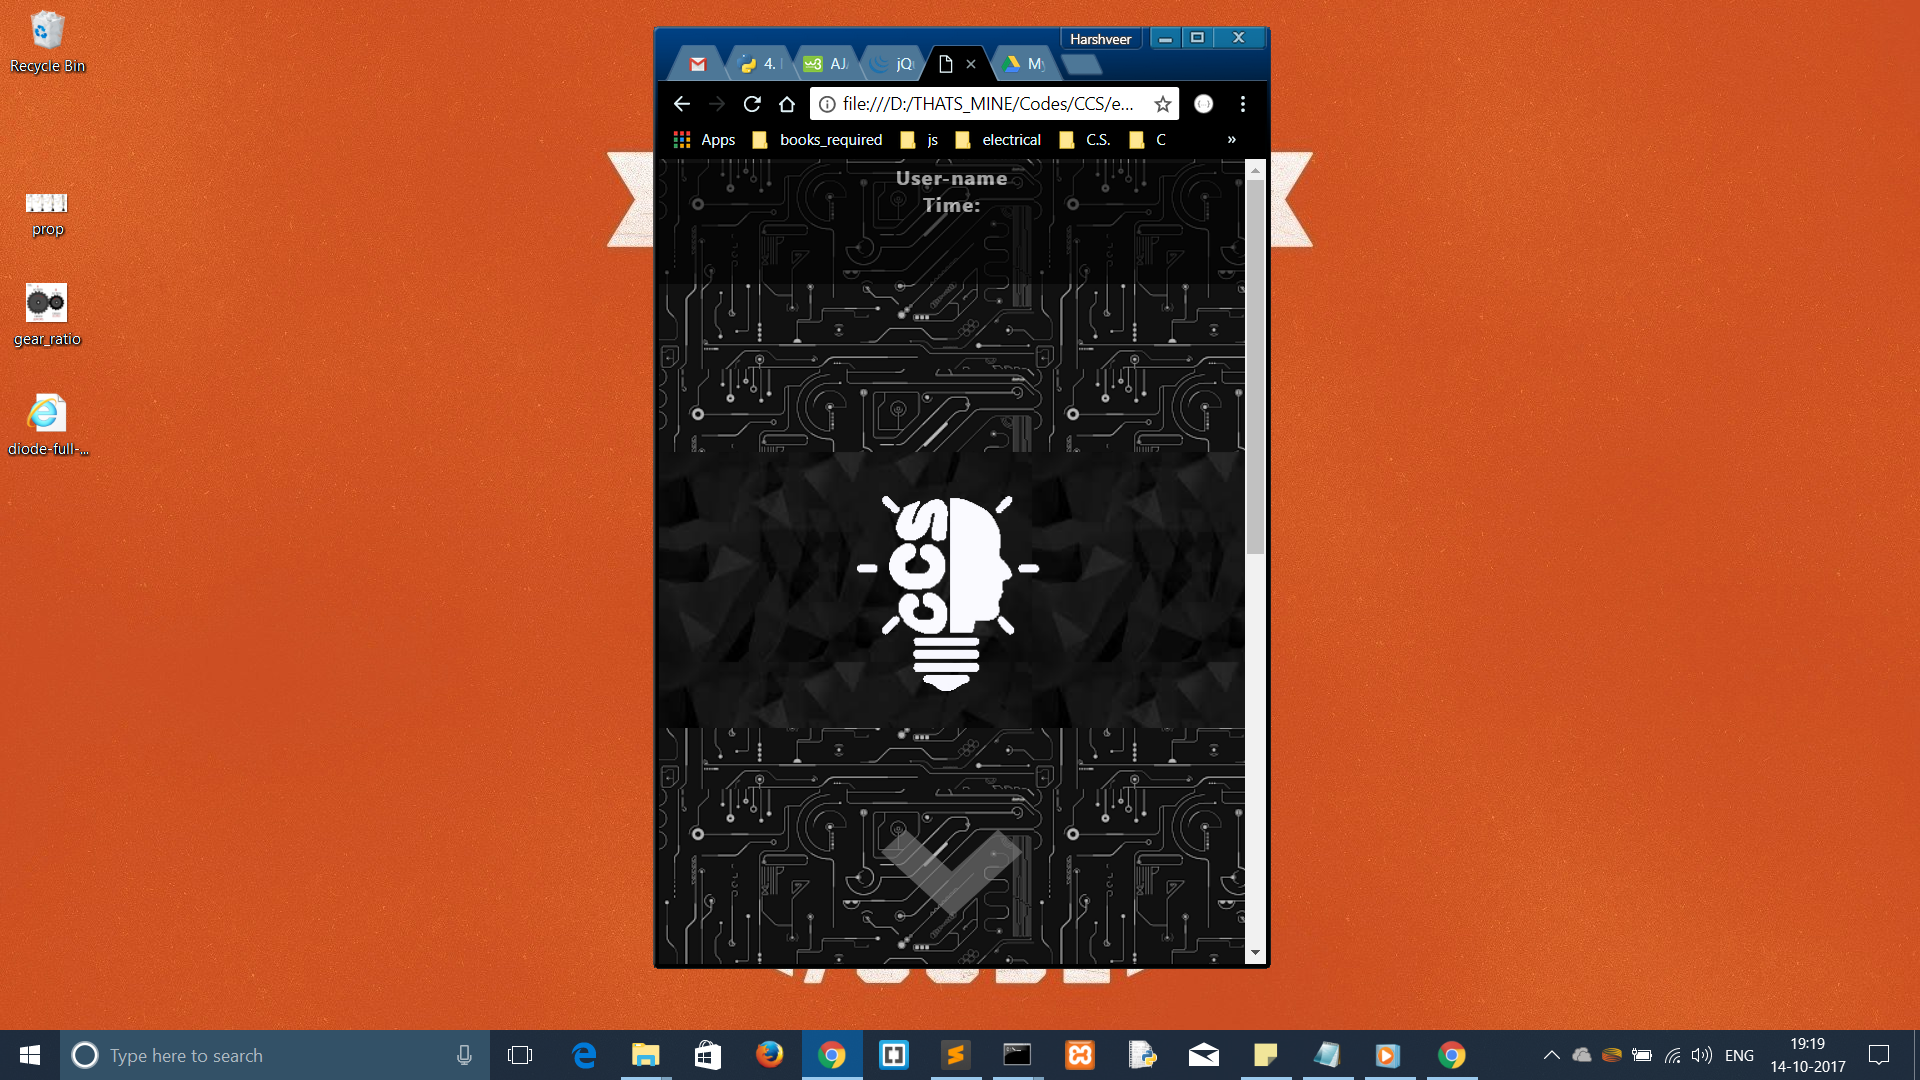 Recycle Bin
prop
gear_ratio
diode-full-...
Harshveer
4.
AJ
jQ
My
file:///D:/THATS_MINE/Codes/CCS/e...
Apps
books_required
js
electrical
C.S.
C
»
User-name
Time:
CCS
Type here to search
ENG
19:19
14-10-2017